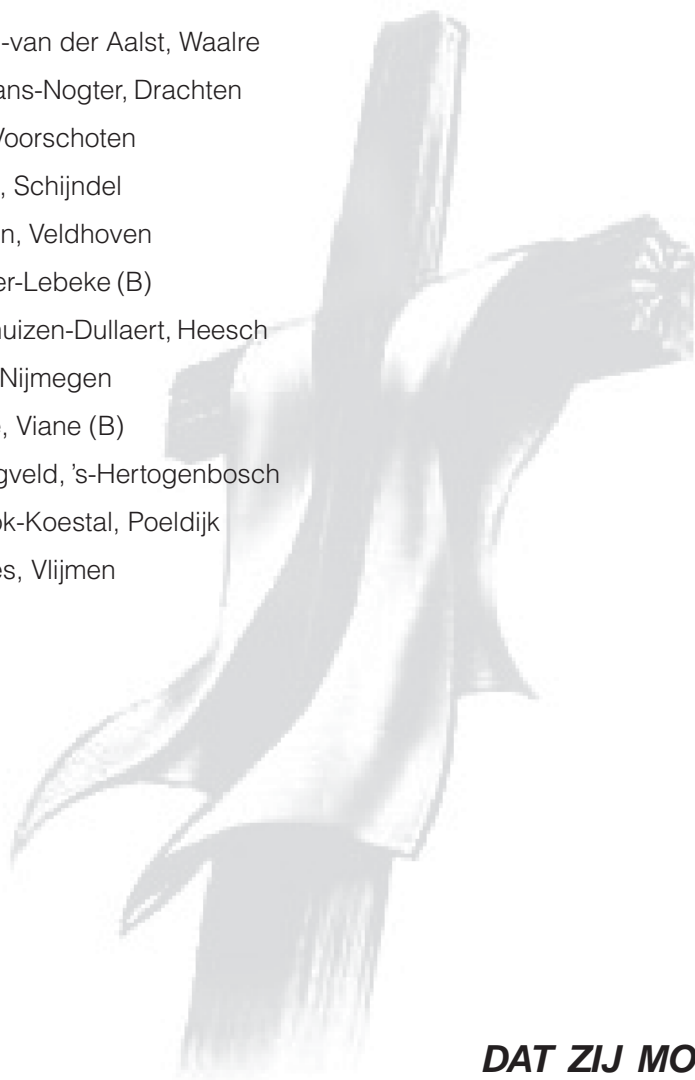 -van der Aalst, Waalre
ans-Nogter, Drachten
Voorschoten
, Schijndel
n, Veldhoven
er-Lebeke (B)
huizen-Dullaert, Heesch
Nijmegen
, Viane (B)
gveld, ’s-Hertogenbosch
ok-Koestal, Poeldijk
es, Vlijmen
DAT ZIJ MO